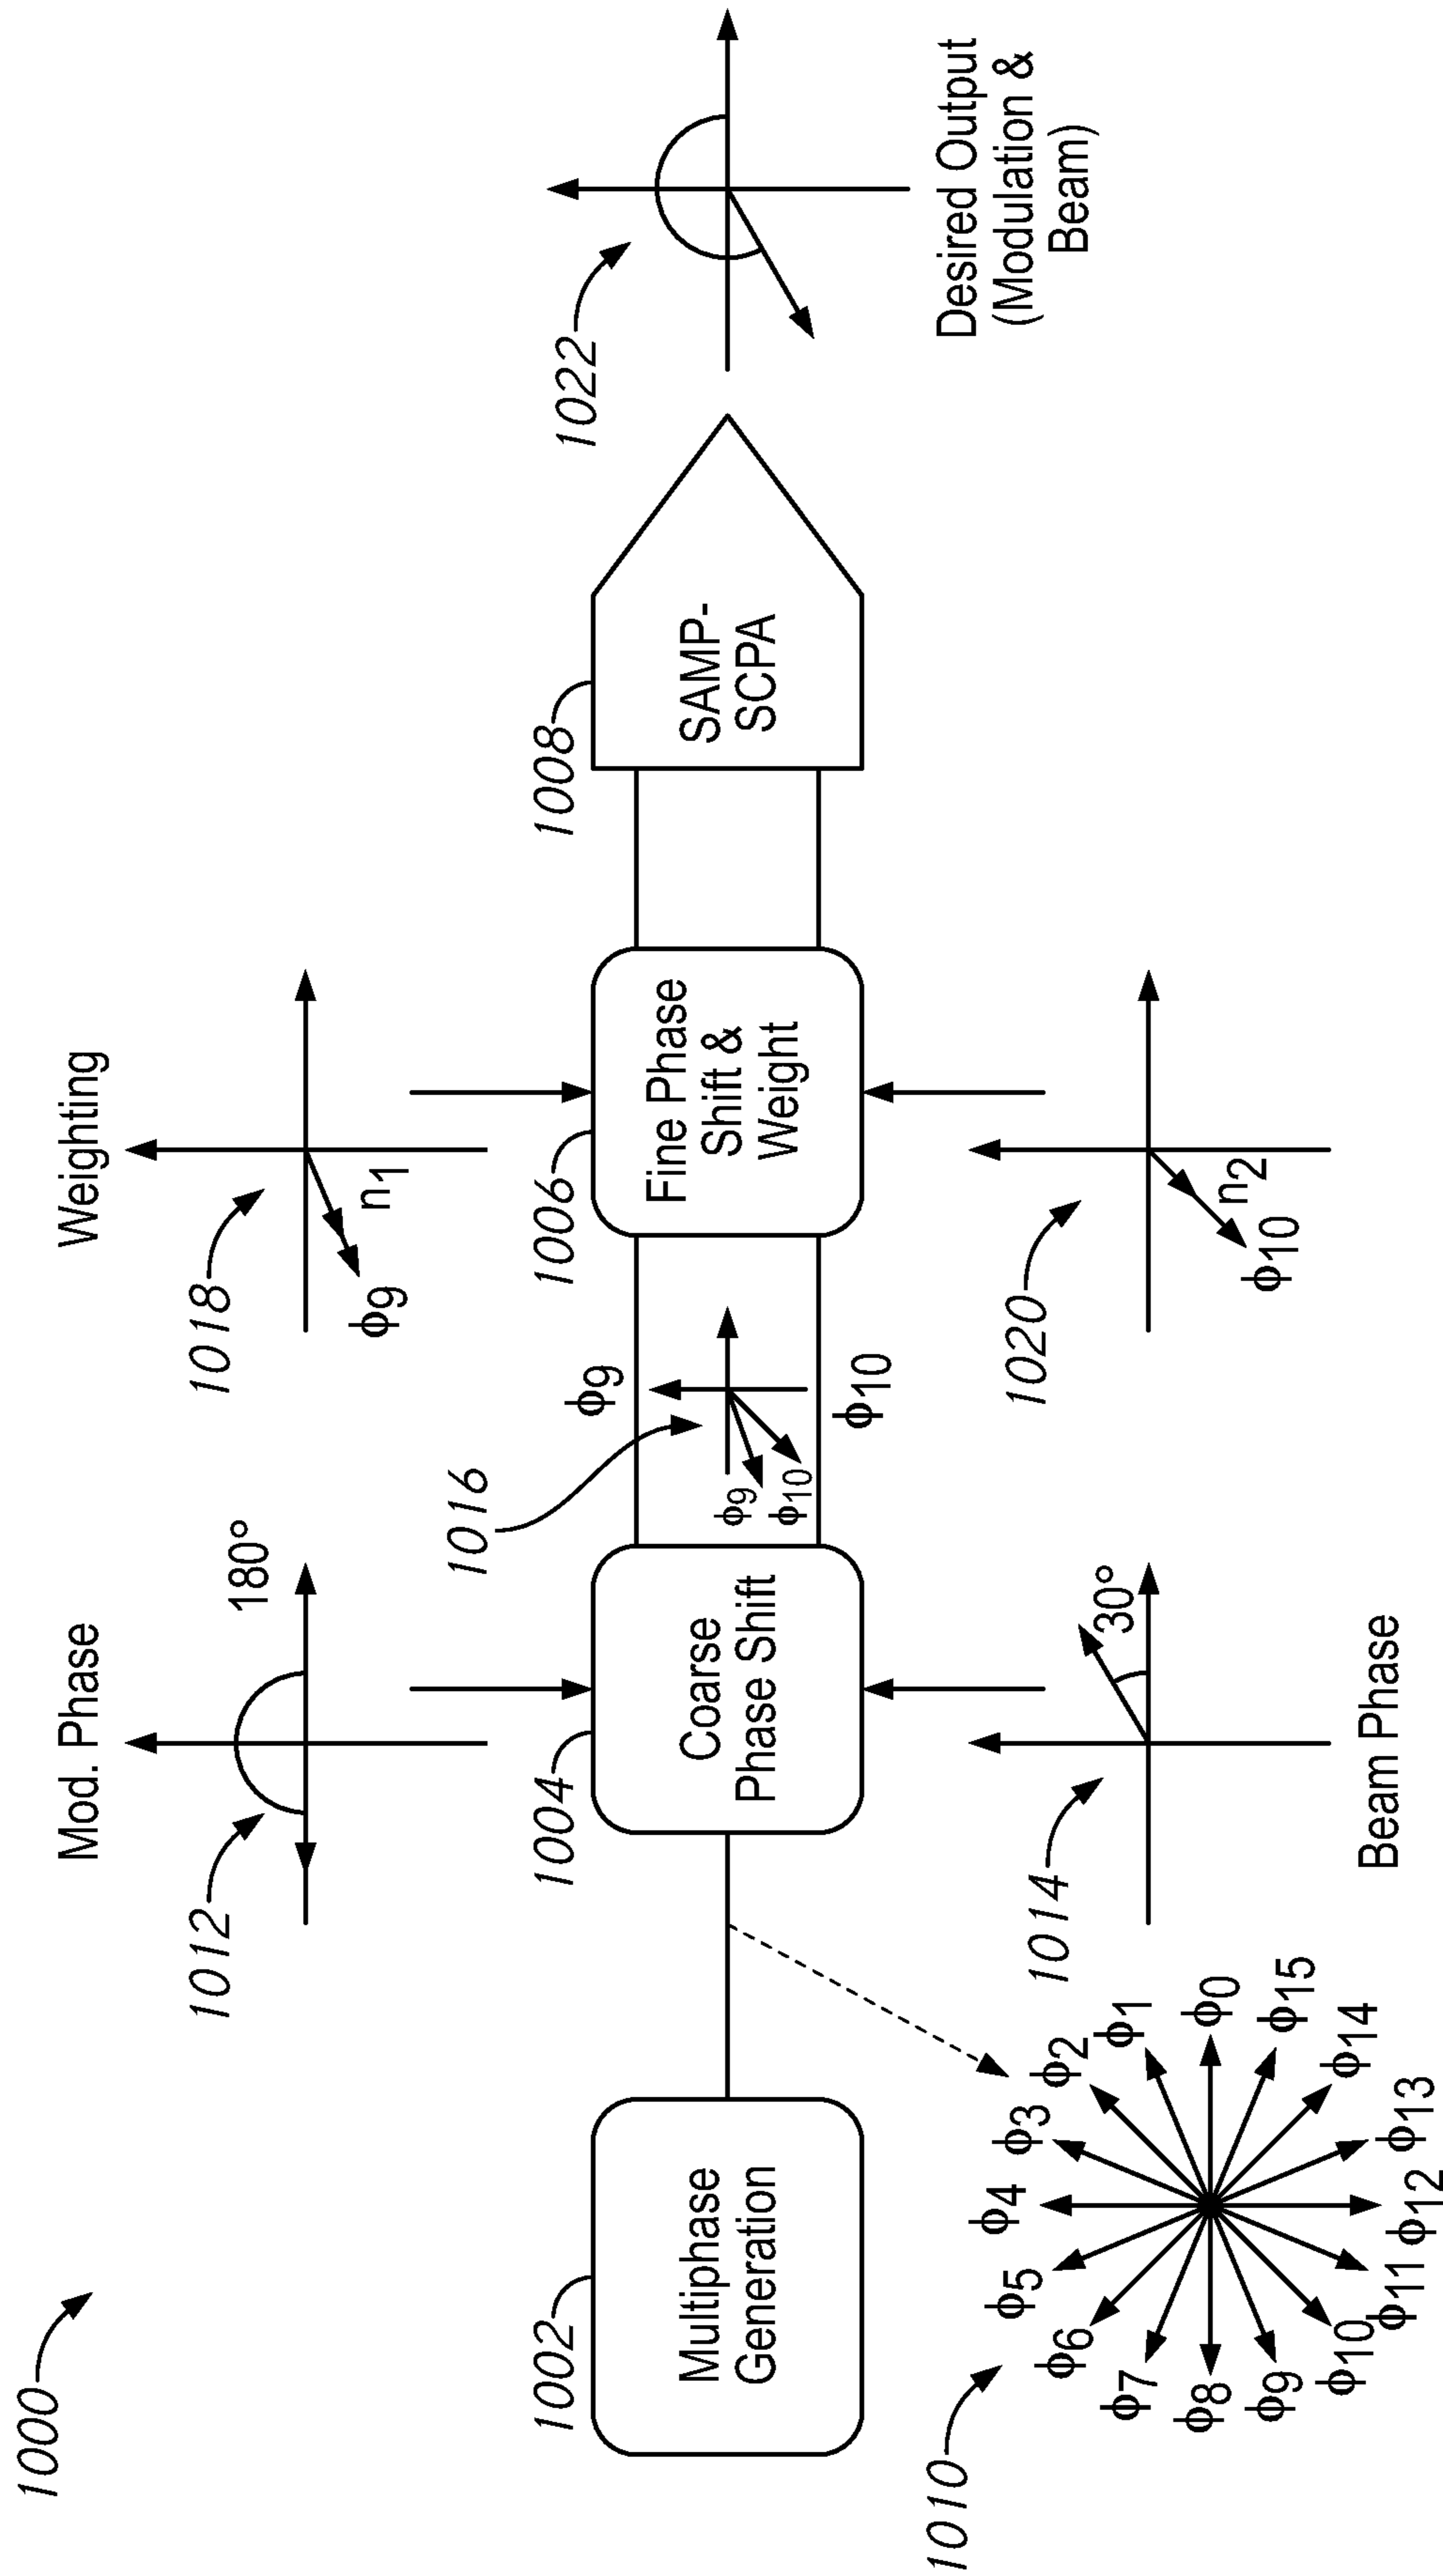 1000
Mod. Phase
Weighting
180°
1012
1018
ϕ9
n1
1002
1004
1006
1008
1022
1016
ϕ9
Multiphase
Generation
Coarse
Phase Shift
ϕ9
ϕ10
Fine Phase
Shift &
Weight
SAMP-
SCPA
ϕ10
1010
1014
30°
1020
n2
ϕ10
Desired Output
(Modulation &
Beam)
ϕ4
ϕ5
ϕ3
ϕ6
ϕ2
ϕ7
ϕ1
ϕ8
ϕ0
ϕ9
ϕ15
ϕ10
ϕ14
ϕ11
ϕ13
ϕ12
Beam Phase